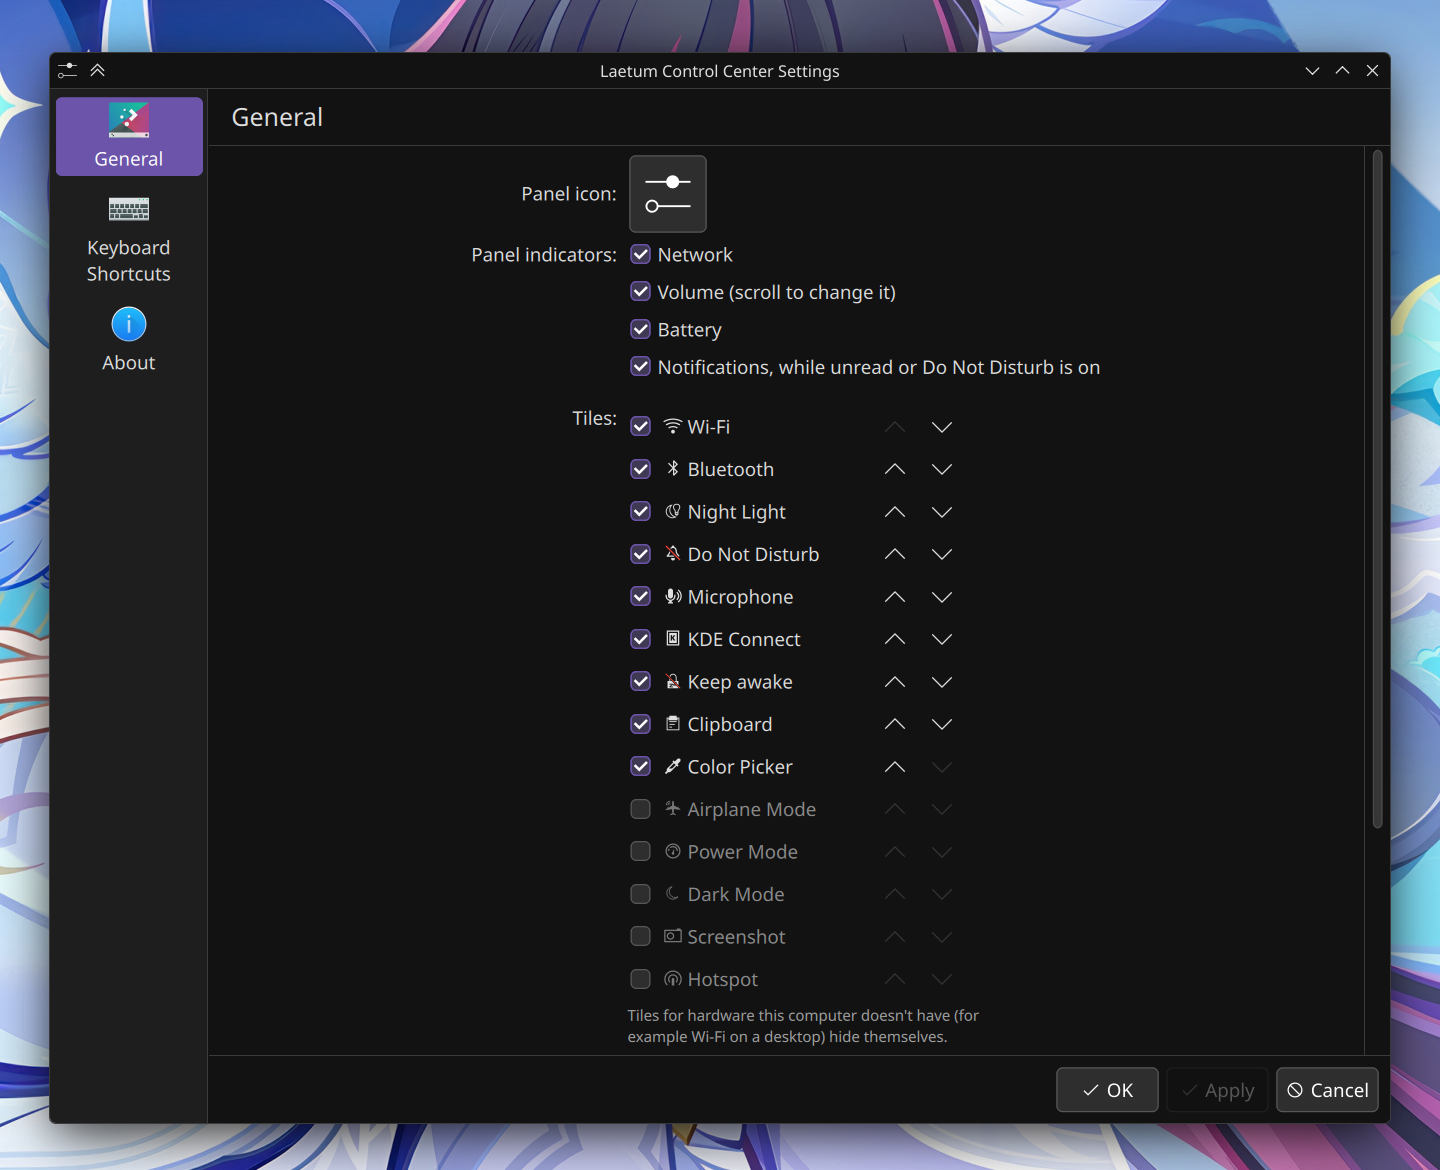 Laetum Control Center Settings
General
General
Keyboard
Shortcuts
About
Panel icon:
Panel indicators:
Network
Volume (scroll to change it)
Battery
Notifications, while unread or Do Not Disturb is on
Tiles:
Wi-Fi
Bluetooth
Night Light
Do Not Disturb
Microphone
KDE Connect
Keep awake
Clipboard
Color Picker
Airplane Mode
Power Mode
Dark Mode
Screenshot
Hotspot
Tiles for hardware this computer doesn't have (for
example Wi-Fi on a desktop) hide themselves.
OK
Apply
Cancel